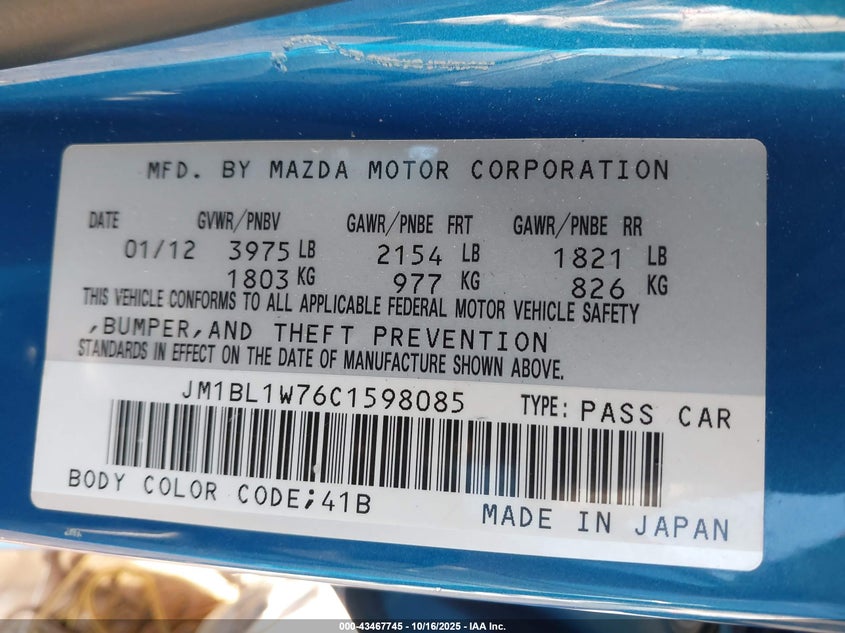 MFD. BY MAZDA MOTOR CORPORATION
DATE GVWR/PNBV GAWR/PNBE FRT GAWR/PNBE RR
01/12 3975 LB 2154 LB 1821 LB
1803 KG 977 KG 826 KG
THIS VEHICLE CONFORMS TO ALL APPLICABLE FEDERAL MOTOR VEHICLE SAFETY
,BUMPER,AND THEFT PREVENTION
STANDARDS IN EFFECT ON THE DATE OF MANUFACTURE SHOWN ABOVE.
JM1BL1W76C1598085 TYPE: PASS CAR
BODY COLOR CODE;41B
MADE IN JAPAN
000-43467745 - 10/16/2025 - IAA Inc.